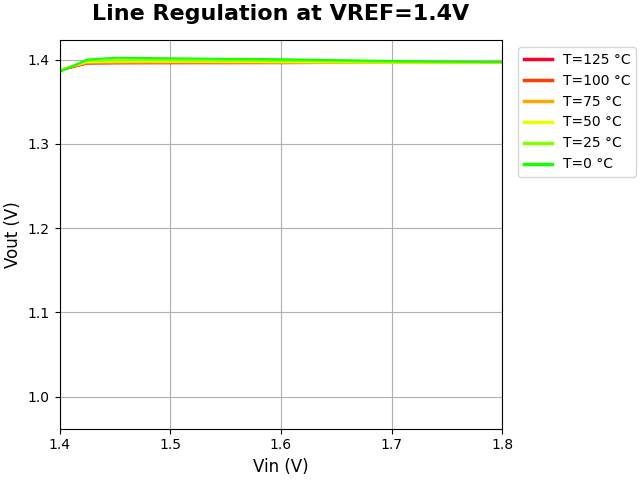 Line Regulation at VREF=1.4V
Vout (V)
1.4
1.3
1.2
1.1
1.0
1.4
1.5
1.6
1.7
1.8
Vin (V)
T=125 °C
T=100 °C
T=75 °C
T=50 °C
T=25 °C
T=0 °C